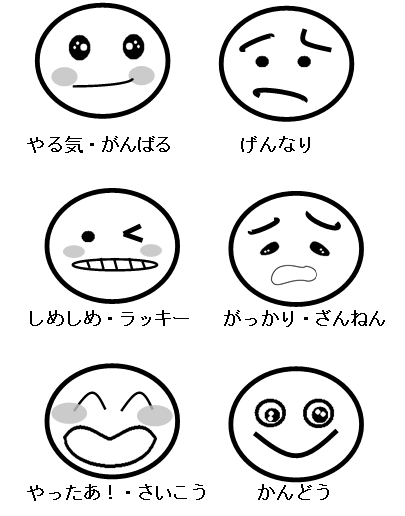 やる気・がんばる
げんなり
しめしめ・ラッキー
がっかり・ざんねん
やったあ！・さいこう
かんどう